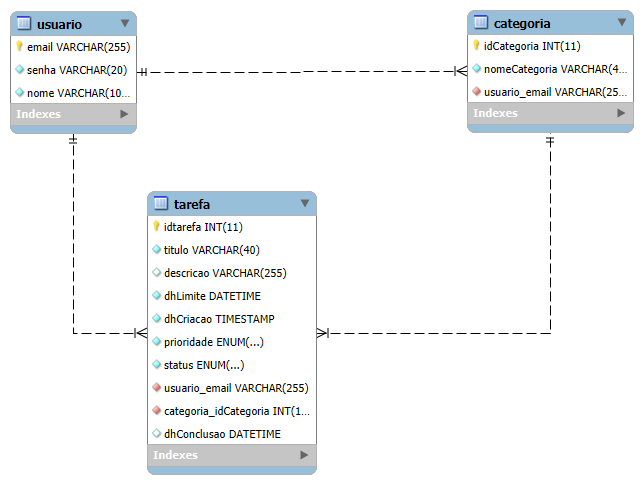 usuario
email VARCHAR(255)
senha VARCHAR(20)
nome VARCHAR(10...
Indexes
categoria
idCategoria INT(11)
nomeCategoria VARCHAR(4...
usuario_email VARCHAR(25...
Indexes
tarefa
idtarefa INT(11)
titulo VARCHAR(40)
descricao VARCHAR(255)
dhLimite DATETIME
dhCriacao TIMESTAMP
prioridade ENUM(...)
status ENUM(...)
usuario_email VARCHAR(255)
categoria_idCategoria INT(1...
dhConclusao DATETIME
Indexes